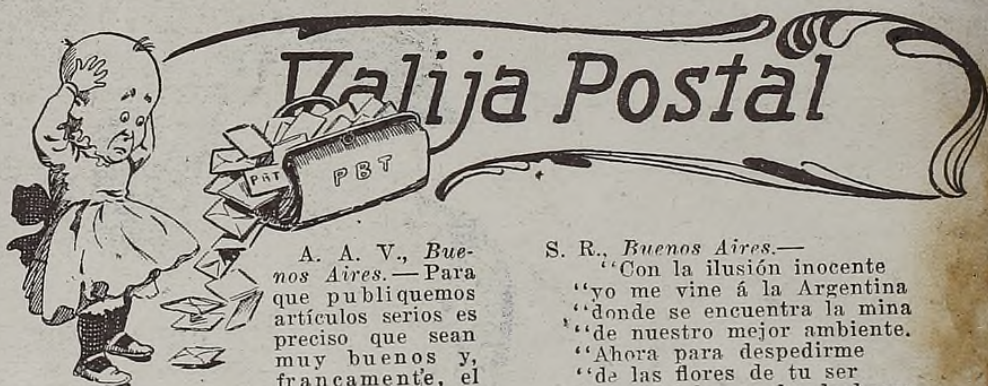 Valija Postal
PBT
PBT
A. A. V., Bue-
nos Aires.—Para
que publiquemos
artículos serios es
preciso que sean
muy buenos y,
francamente, el
S. R., Buenos Aires.—
“Con la ilusión inocente
“yo me vine á la Argentina
“donde se encuentra la mina
“de nuestro mejor ambiente.
“Ahora para despedirme
“de las flores de tu ser